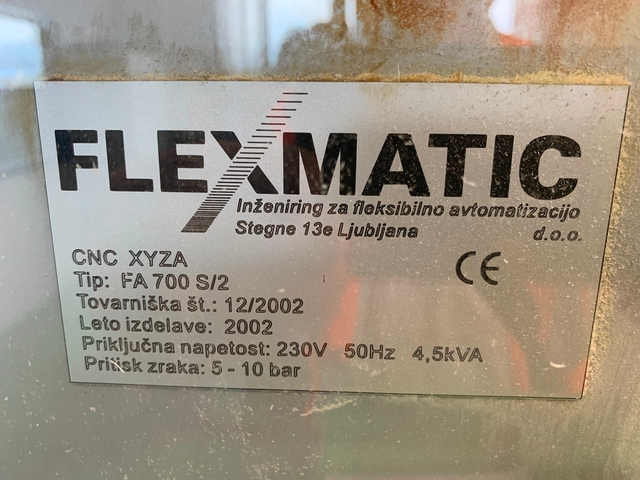 FLEXMATIC
Inženiring za fleksibilno avtomatizacijo
Stegne 13e Ljubljana d.o.o.
CNC XYZA CE
Tip: FA 700 S/2
Tovarniška št.: 12/2002
Leto izdelave: 2002
Priključna napetost: 230V 50Hz 4,5kVA
Pritisk zraka: 5 - 10 bar